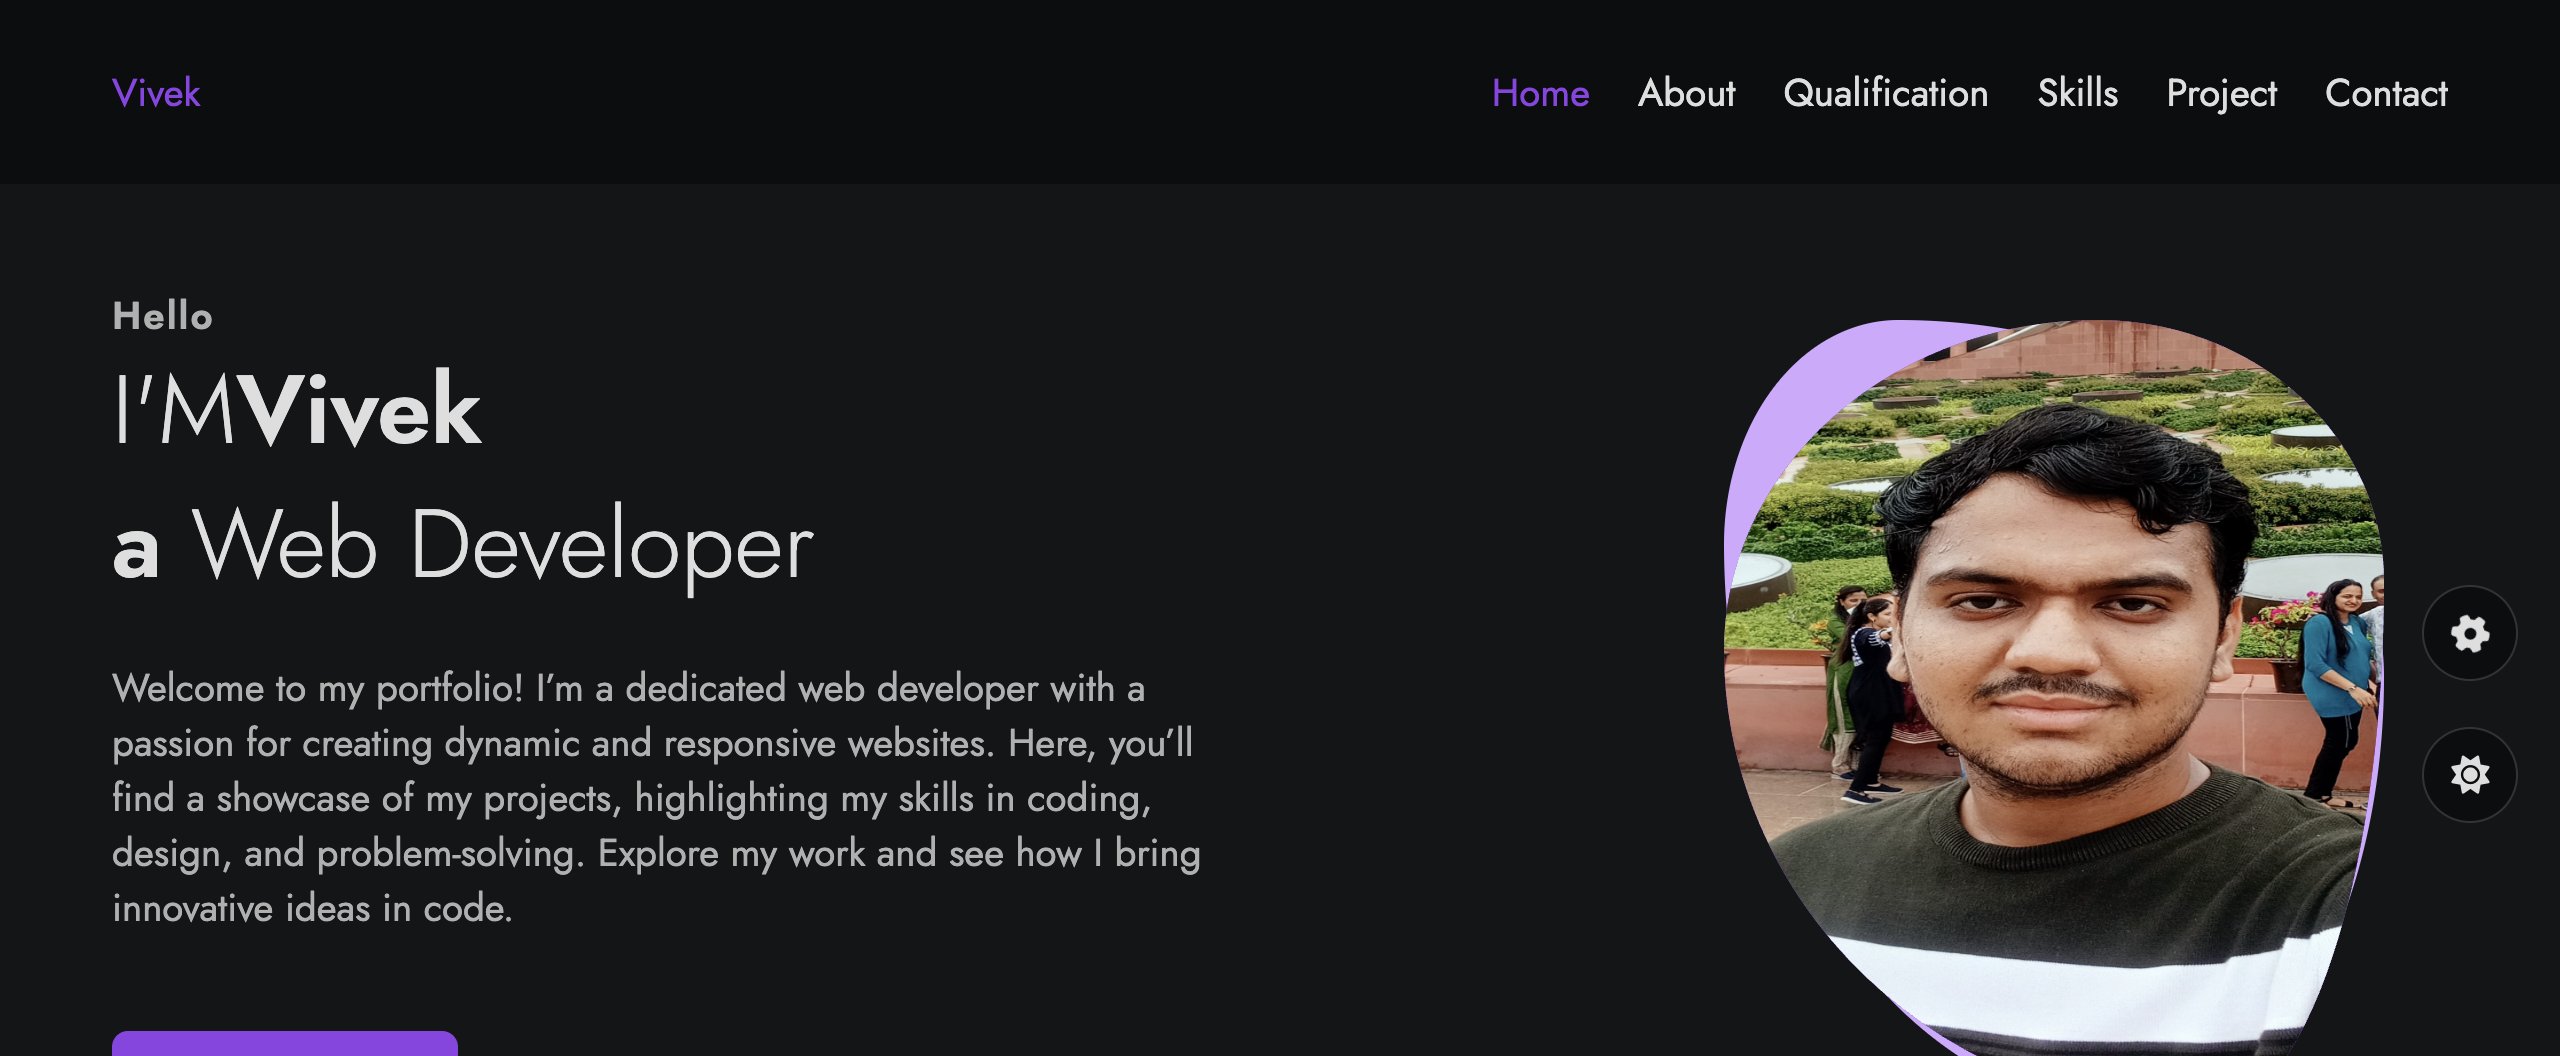 Vivek
Home About Qualification Skills Project Contact
Hello
I'MVivek
a Web Developer
Welcome to my portfolio! I’m a dedicated web developer with a
passion for creating dynamic and responsive websites. Here, you’ll
find a showcase of my projects, highlighting my skills in coding,
design, and problem-solving. Explore my work and see how I bring
innovative ideas in code.